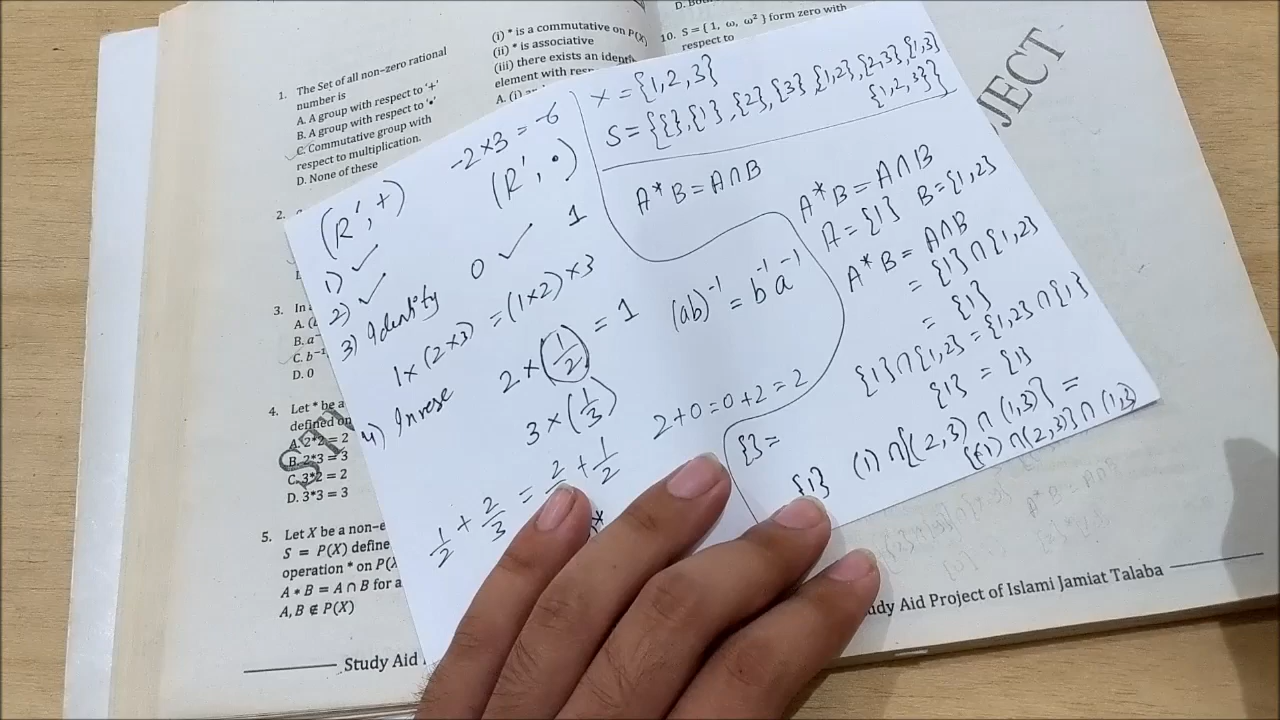 1. The Set of all non-zero rational
number is
A. A group with respect to '+'
B. A group with respect to '•'
C. Commutative group with
respect to multiplication.
D. None of these
2.
3. In
A.
B. a⁻
C. b⁻¹
D. 0
4. Let * be a
defined on
A. 2*2 = 2
B. 2*3 = 3
C. 3*2 = 2
D. 3*3 = 3
5. Let X be a non-e
S = P(X) define
operation * on P(X
A * B = A ∩ B for a
A, B ∉ P(X)
Study Aid
(i) * is a commutative on P(X)
(ii) * is associative
(iii) there exists an identi
element with resp
A. (i) an
10. S = { 1, ω, ω² } form zero with
respect to
JECT
ST
udy Aid Project of Islami Jamiat Talaba
-2×3 = -6
(R', +) (R', •)
1) ✓
2) ✓
3) Identity 0 ✓ 1
1×(2×3) = (1×2)×3
4) Invese 2×(1/2) = 1
3×(1/3)
2+0=0+2=2
1/2 + 2/3 = 2/ + 1/2
X = {1,2,3}
S = {{},{1},{2},{3},{1,2},{2,3},{1,3}
{1,2,3}}
A*B = A∩B
(ab)⁻¹ = b⁻¹a⁻¹
A*B = A∩B
A = {1} B = {1,2}
A*B = A∩B
= {1}∩{1,2}
= {1}
{1}∩{1,2} = {1,2}∩{1}
{1} = {1}
{} =
{1} (1)∩{(2,3)∩(1,3)} =
{(1)∩(2,3)}∩(1,3)